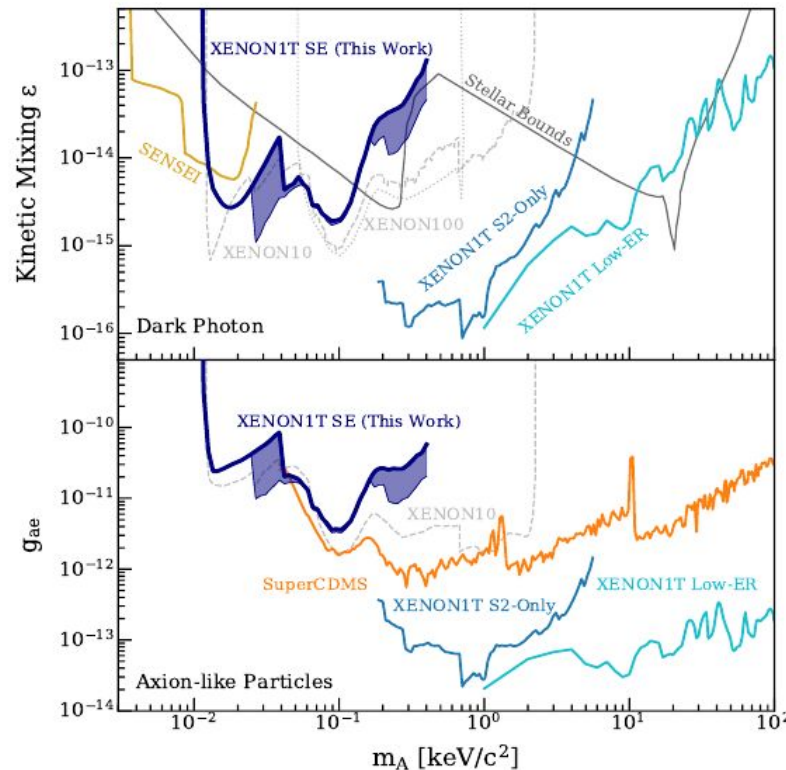 Kinetic Mixing ε
10⁻¹³
10⁻¹⁴
10⁻¹⁵
10⁻¹⁶
XENON1T SE (This Work)
SENSEI
Stellar Bounds
XENON10
XENON100
XENON1T S2-Only
XENON1T Low-ER
Dark Photon
gₐₑ
10⁻¹⁰
10⁻¹¹
10⁻¹²
10⁻¹³
10⁻¹⁴
XENON1T SE (This Work)
XENON10
SuperCDMS
XENON1T Low-ER
XENON1T S2-Only
Axion-like Particles
10⁻² 10⁻¹ 10⁰ 10¹ 10²
m_A [keV/c²]